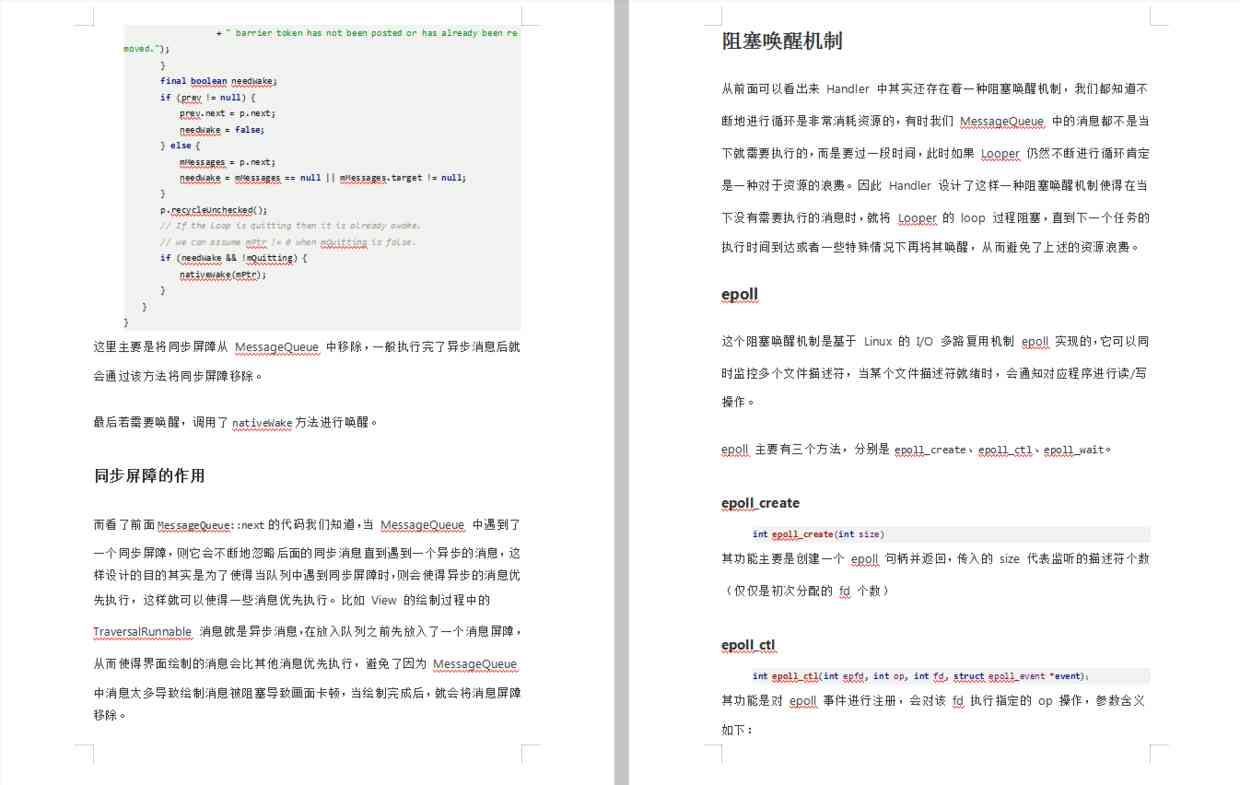 + " barrier token has not been posted or has already been re
moved.");
}
final boolean needWake;
if (prev != null) {
prev.next = p.next;
needWake = false;
} else {
mMessages = p.next;
needWake = mMessages == null || mMessages.target != null;
}
p.recycleUnchecked();
// If the loop is quitting then it is already awake.
// we can assume mPtr != 0 when mQuitting is false.
if (needWake && !mQuitting) {
nativeWake(mPtr);
}
}
}
这里主要是将同步屏障从 MessageQueue 中移除，一般执行完了异步消息后就
会通过该方法将同步屏障移除。
最后若需要唤醒，调用了 nativeWake 方法进行唤醒。
同步屏障的作用
而看了前面 MessageQueue::next 的代码我们知道，当 MessageQueue 中遇到了
一个同步屏障，则它会不断地忽略后面的同步消息直到遇到一个异步的消息，这
样设计的目的其实是为了使得当队列中遇到同步屏障时，则会使得异步的消息优
先执行，这样就可以使得一些消息优先执行。比如 View 的绘制过程中的
TraversalRunnable 消息就是异步消息，在放入队列之前先放入了一个消息屏障，
从而使得界面绘制的消息会比其他消息优先执行，避免了因为 MessageQueue
中消息太多导致绘制消息被阻塞导致画面卡顿，当绘制完成后，就会将消息屏障
移除。
阻塞唤醒机制
从前面可以看出来 Handler 中其实还存在着一种阻塞唤醒机制，我们都知道不
断地进行循环是非常消耗资源的，有时我们 MessageQueue 中的消息都不是当
下就需要执行的，而是要过一段时间，此时如果 Looper 仍然不断进行循环肯定
是一种对于资源的浪费。因此 Handler 设计了这样一种阻塞唤醒机制使得在当
下没有需要执行的消息时，就将 Looper 的 loop 过程阻塞，直到下一个任务的
执行时间到达或者一些特殊情况下再将其唤醒，从而避免了上述的资源浪费。
epoll
这个阻塞唤醒机制是基于 Linux 的 I/O 多路复用机制 epoll 实现的，它可以同
时监控多个文件描述符，当某个文件描述符就绪时，会通知对应程序进行读/写
操作。
epoll 主要有三个方法，分别是 epoll_create、epoll_ctl、epoll_wait。
epoll_create
int epoll_create(int size)
其功能主要是创建一个 epoll 句柄并返回，传入的 size 代表监听的描述符个数
（仅仅是初次分配的 fd 个数）
epoll_ctl
int epoll_ctl(int epfd, int op, int fd, struct epoll_event *event);
其功能是对 epoll 事件进行注册，会对该 fd 执行指定的 op 操作，参数含义
如下：